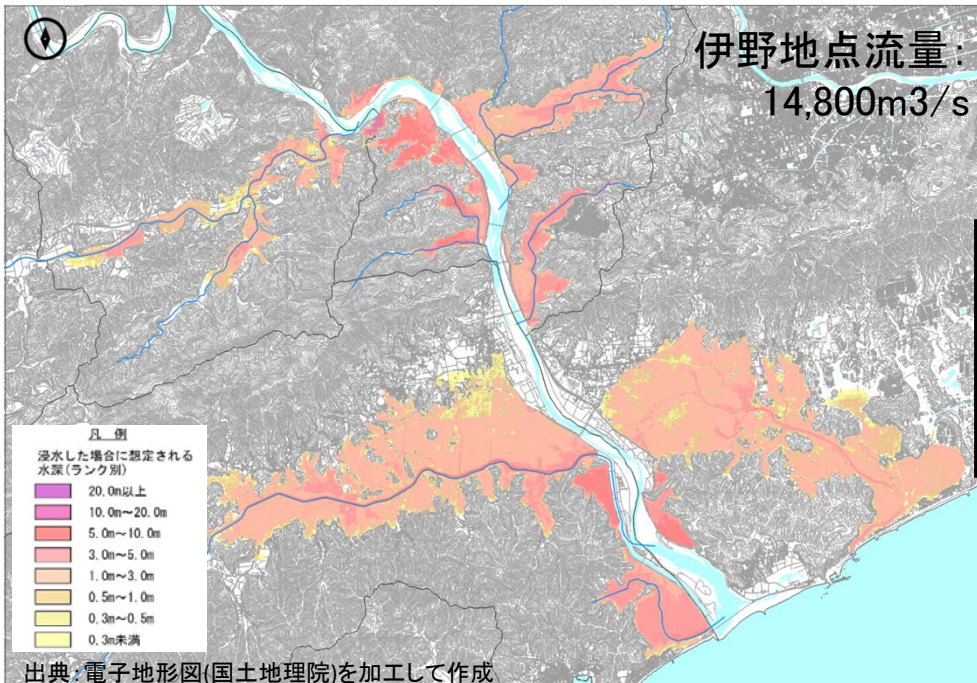 伊野地点流量：
14,800m3/s
凡 例
浸水した場合に想定される
水深(ランク別)
20.0m以上
10.0m～20.0m
5.0m～10.0m
3.0m～5.0m
1.0m～3.0m
0.5m～1.0m
0.3m～0.5m
0.3m未満
出典：電子地形図(国土地理院)を加工して作成